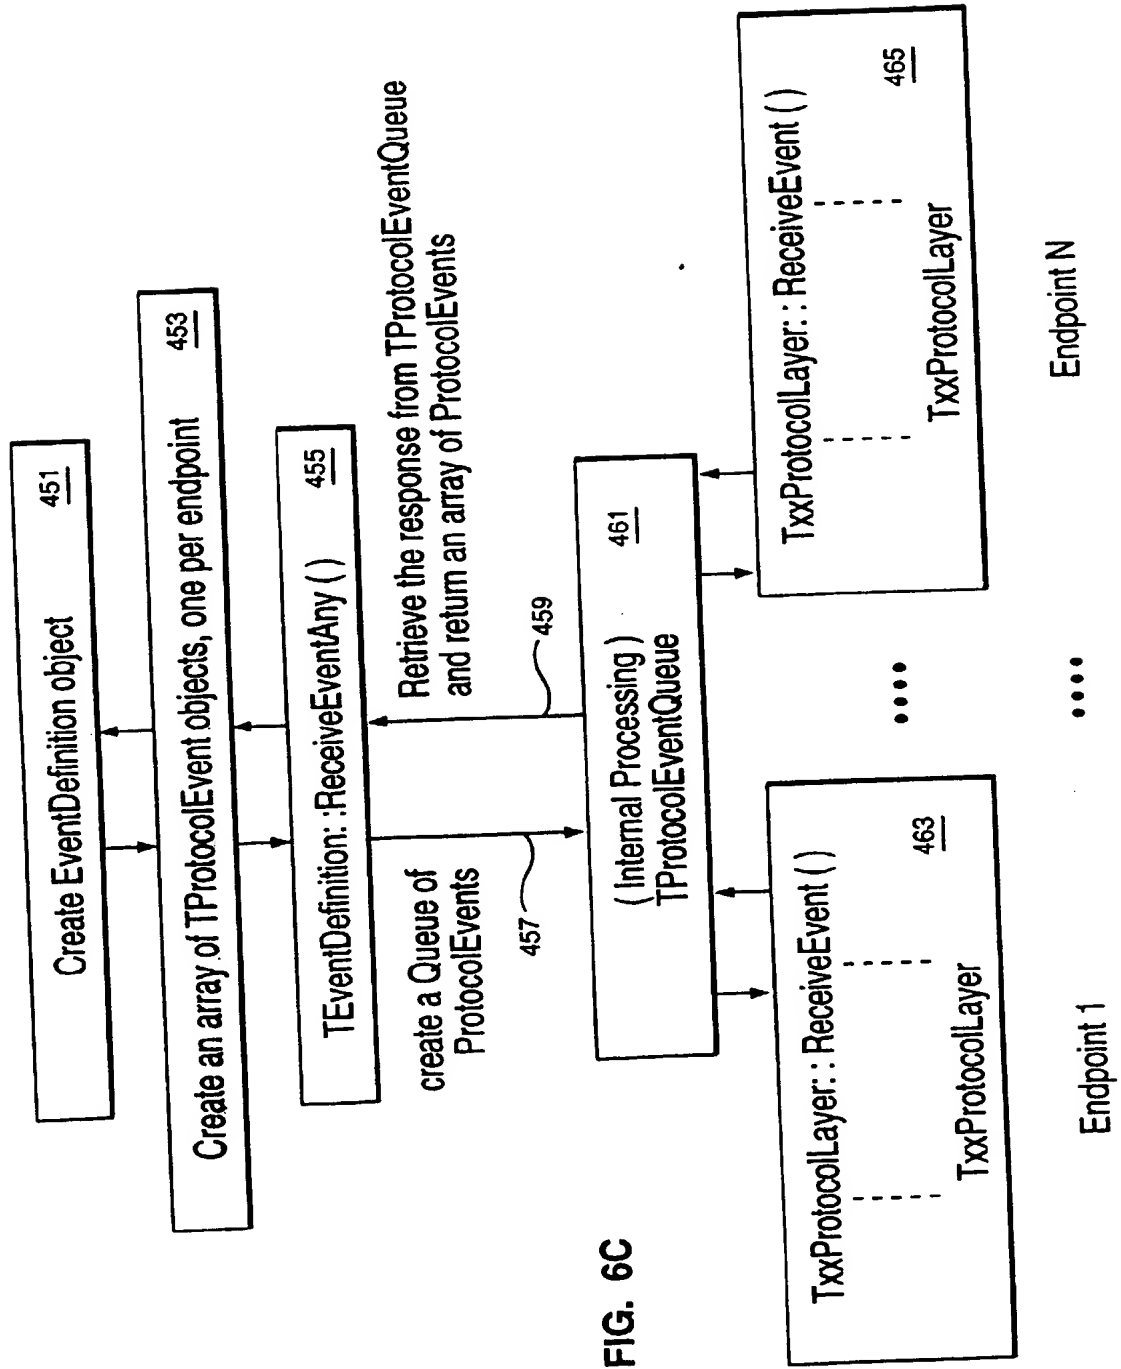 Create EventDefinition object
451
Create an array of TProtocolEvent objects, one per endpoint
453
TEventDefinition: :ReceiveEventAny ( )
455
create a Queue of
ProtocolEvents
457
Retrieve the response from TProtocolEventQueue
and return an array of ProtocolEvents
459
( Internal Processing )
TProtocolEventQueue
461
TxxProtocolLayer: : ReceiveEvent ( )
463
TxxProtocolLayer
TxxProtocolLayer: : ReceiveEvent ( )
465
TxxProtocolLayer
Endpoint 1
Endpoint N
FIG. 6C